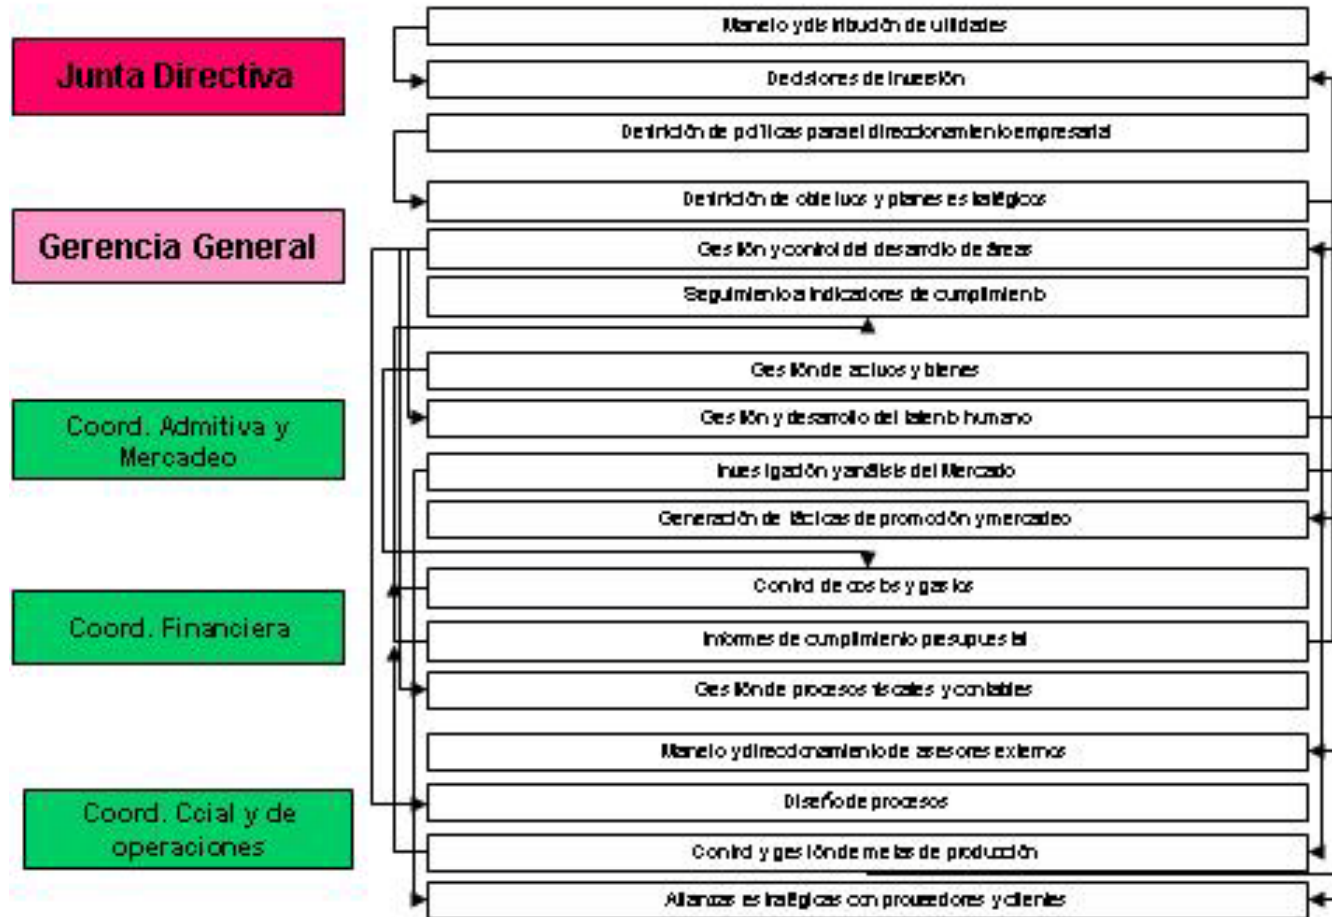 Junta Directiva
Manejo y distribución de utilidades
Decisiones de inversión
Definición de políticas para el direccionamiento empresarial
Gerencia General
Definición de objetivos y planes estratégicos
Gestión y control del desarrollo de áreas
Seguimiento a indicadores de cumplimiento
Coord. Admitiva y
Mercadeo
Gestión de activos y bienes
Gestión y desarrollo del talento humano
Investigación y análisis del Mercado
Generación de tácticas de promoción y mercadeo
Coord. Financiera
Control de costos y gastos
Informes de cumplimiento presupuestal
Gestión de procesos fiscales y contables
Coord. Ccial y de
operaciones
Manejo y direccionamiento de asesores externos
Diseño de procesos
Control y gestión de metas de producción
Alianzas estratégicas con proveedores y clientes